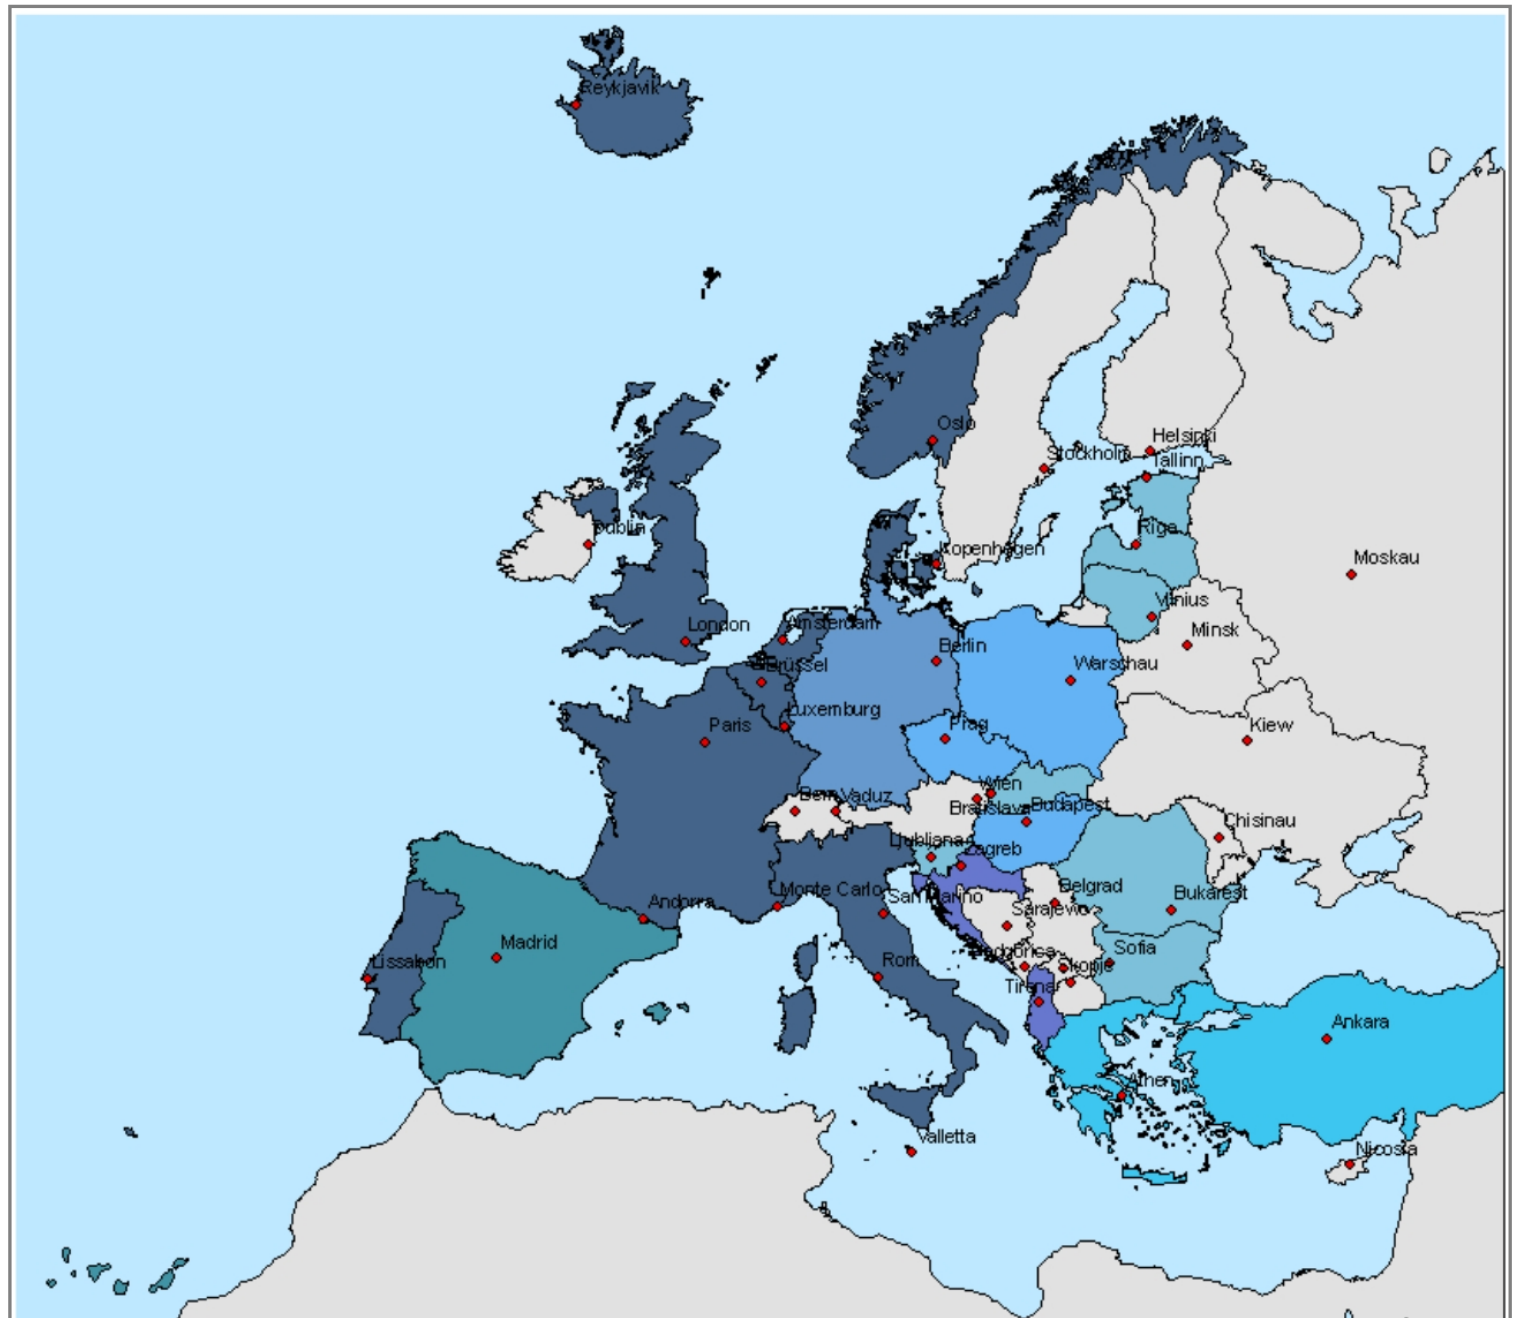 Reykjavik
Oslo
Helsinki
Stockholm
Tallinn
Riga
Dublin
Kopenhagen
Moskau
Vilnius
London
Amsterdam
Minsk
Berlin
Brüssel
Warschau
Luxemburg
Paris
Prag
Kiew
Wien
Bern
Vaduz
Bratislava
Budapest
Chisinau
Ljubljana
Zagreb
Monte Carlo
San Marino
Belgrad
Bukarest
Andorra
Sarajewo
Madrid
Sofia
Podgorica
Lissabon
Rom
Skopje
Tirana
Ankara
Athen
Valletta
Nicosia